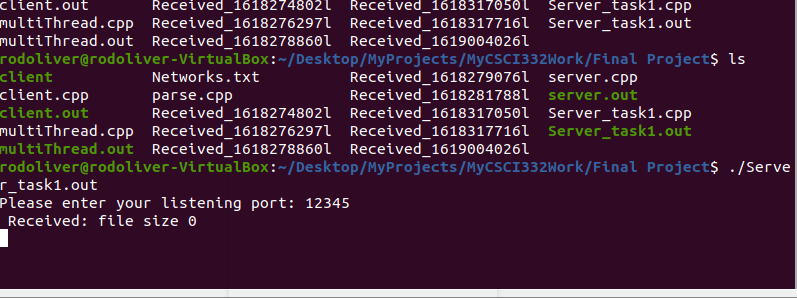 client.out Received_1618274802l Received_1618317050l Server_task1.cpp
multiThread.cpp Received_1618276297l Received_1618317716l Server_task1.out
multiThread.out Received_1618278860l Received_1619004026l
rodoliver@rodoliver-VirtualBox:~/Desktop/MyProjects/MyCSCI332Work/Final Project$ ls
client Networks.txt Received_1618279076l server.cpp
client.cpp parse.cpp Received_1618281788l server.out
client.out Received_1618274802l Received_1618317050l Server_task1.cpp
multiThread.cpp Received_1618276297l Received_1618317716l Server_task1.out
multiThread.out Received_1618278860l Received_1619004026l
rodoliver@rodoliver-VirtualBox:~/Desktop/MyProjects/MyCSCI332Work/Final Project$ ./Serve
r_task1.out
Please enter your listening port: 12345
Received: file size 0